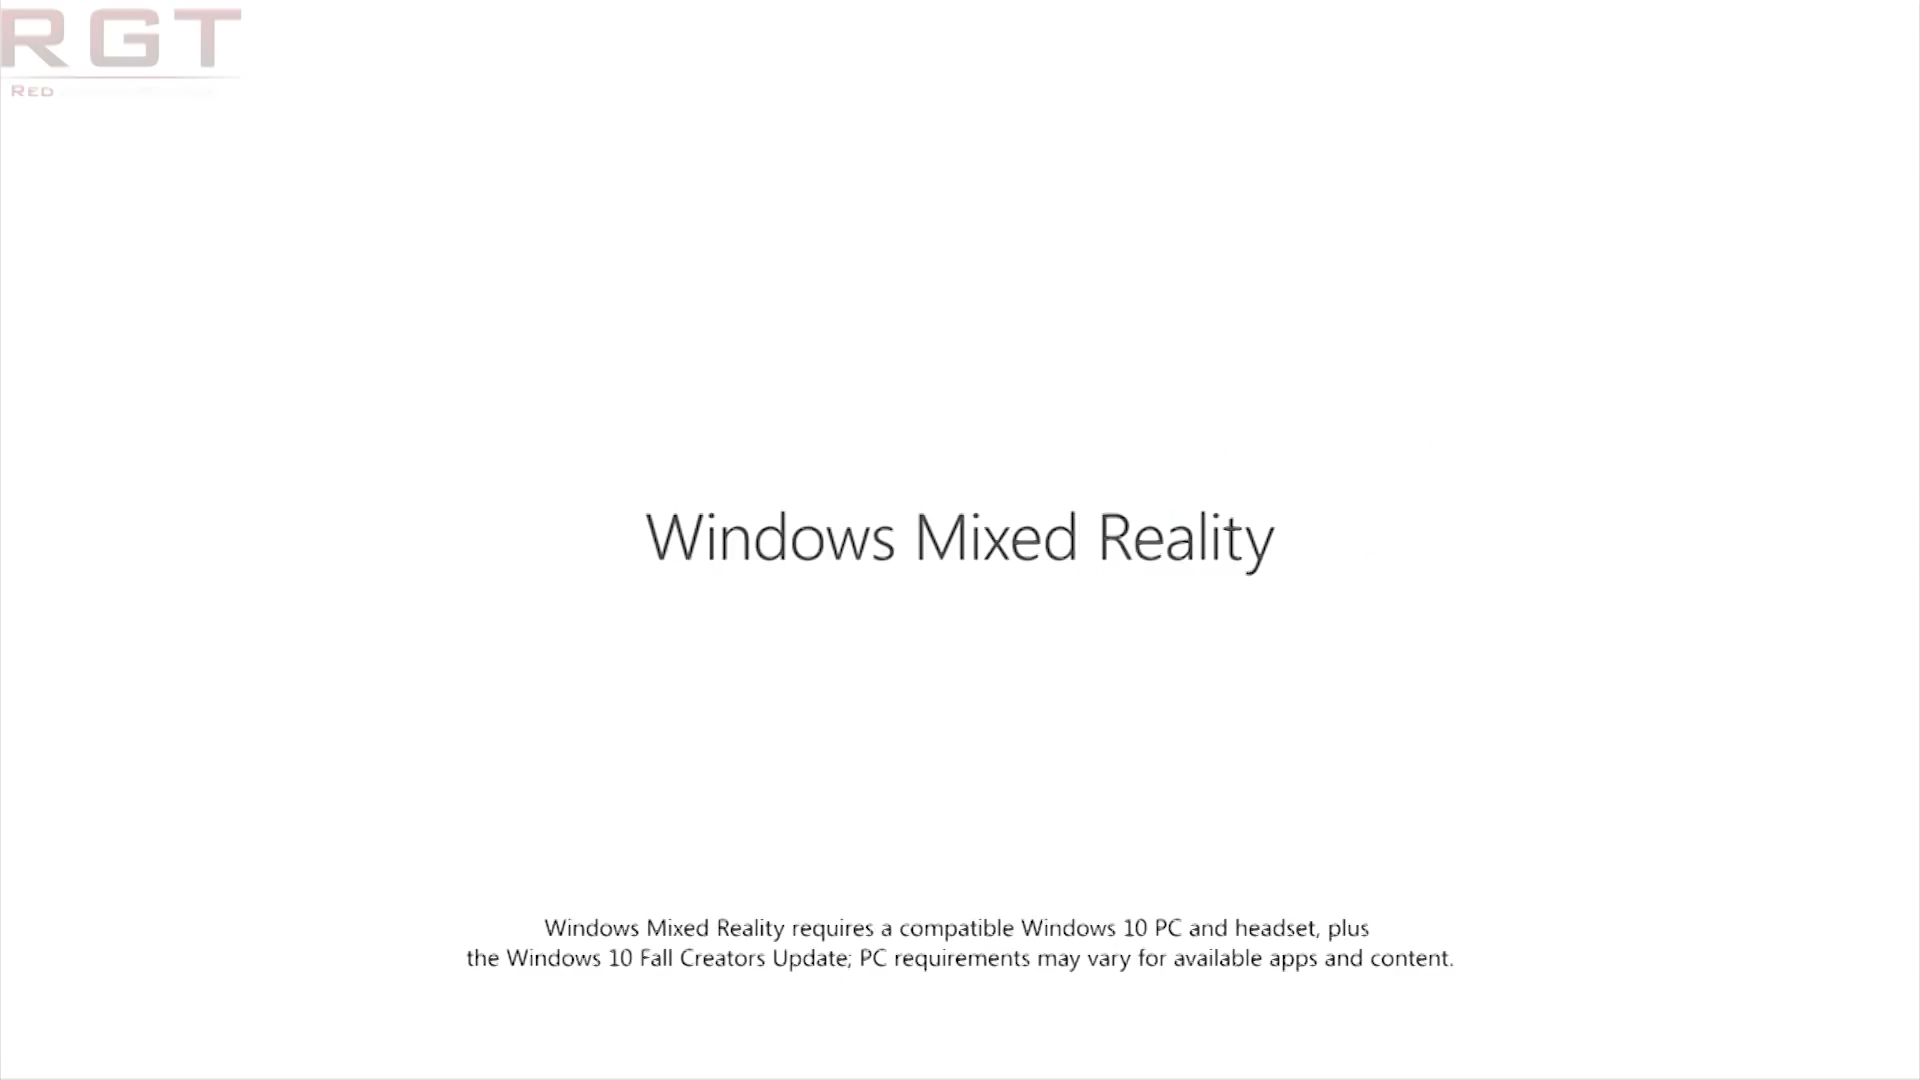 RGT
RED
Windows Mixed Reality
Windows Mixed Reality requires a compatible Windows 10 PC and headset, plus
the Windows 10 Fall Creators Update; PC requirements may vary for available apps and content.